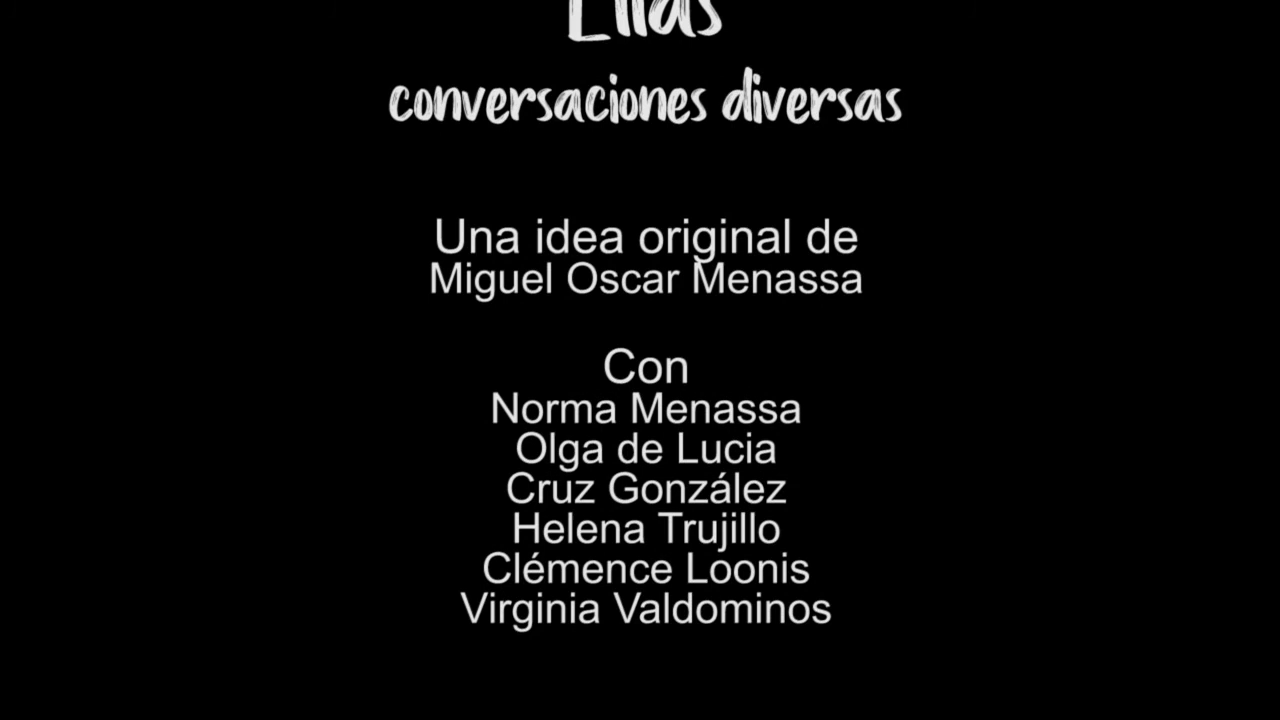 Ellas
conversaciones diversas
Una idea original de
Miguel Oscar Menassa
Con
Norma Menassa
Olga de Lucia
Cruz González
Helena Trujillo
Clémence Loonis
Virginia Valdominos